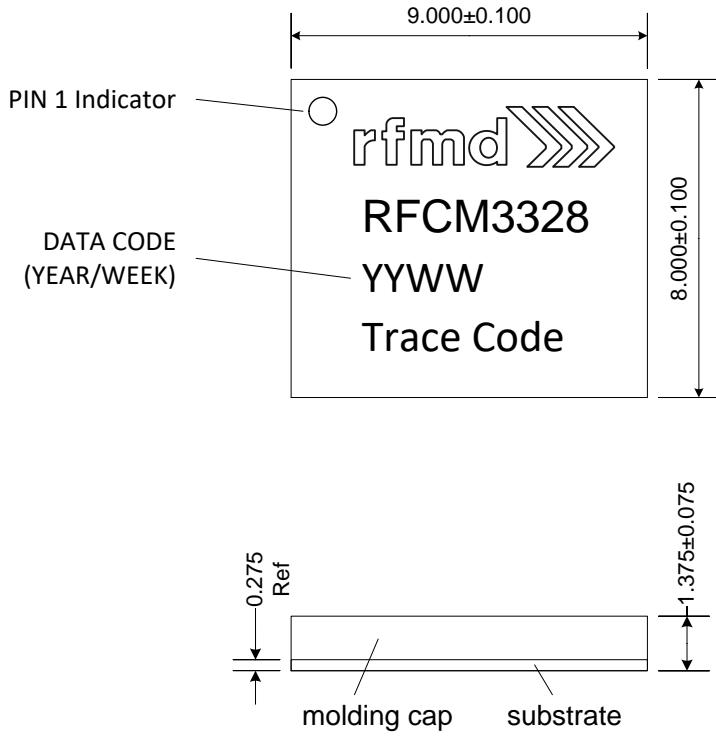 9.000±0.100
PIN 1 Indicator
rfmd
RFCM3328
DATA CODE
(YEAR/WEEK)
YYWW
Trace Code
8.000±0.100
0.275
Ref
1.375±0.075
molding cap
substrate